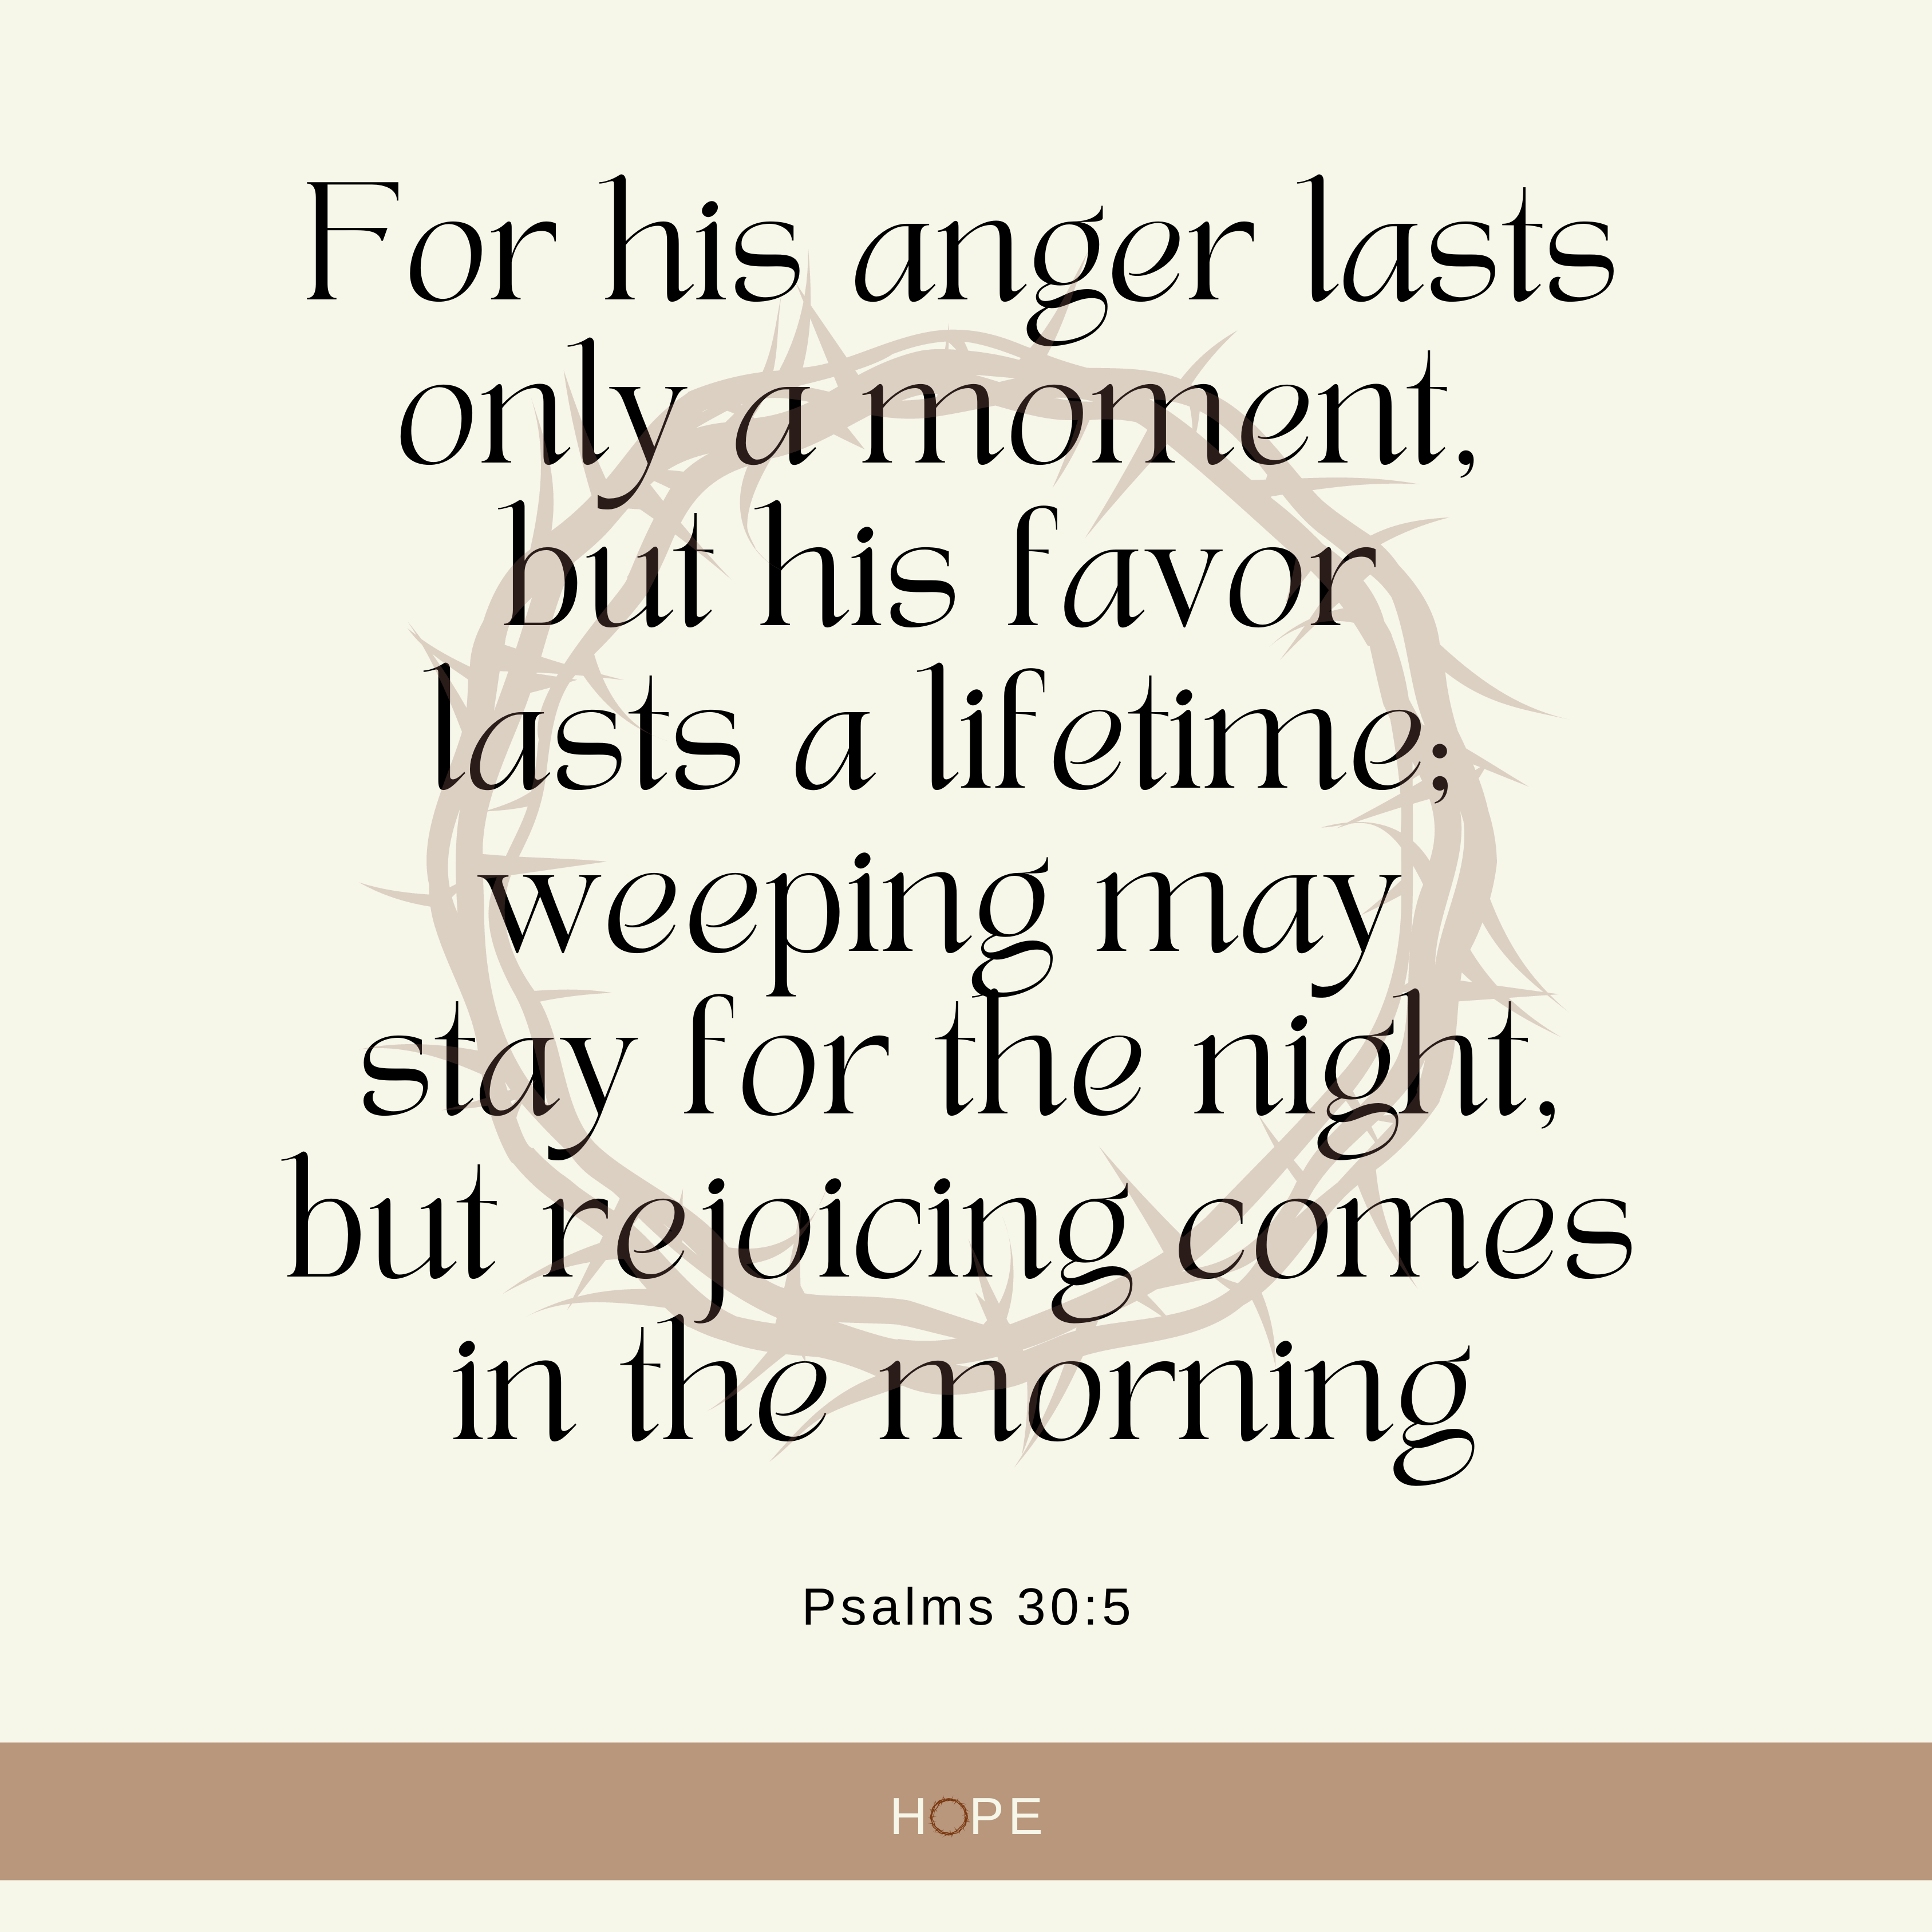 For his anger lasts
only a moment,
but his favor
lasts a lifetime;
weeping may
stay for the night,
but rejoicing comes
in the morning
Psalms 30:5
HOPE